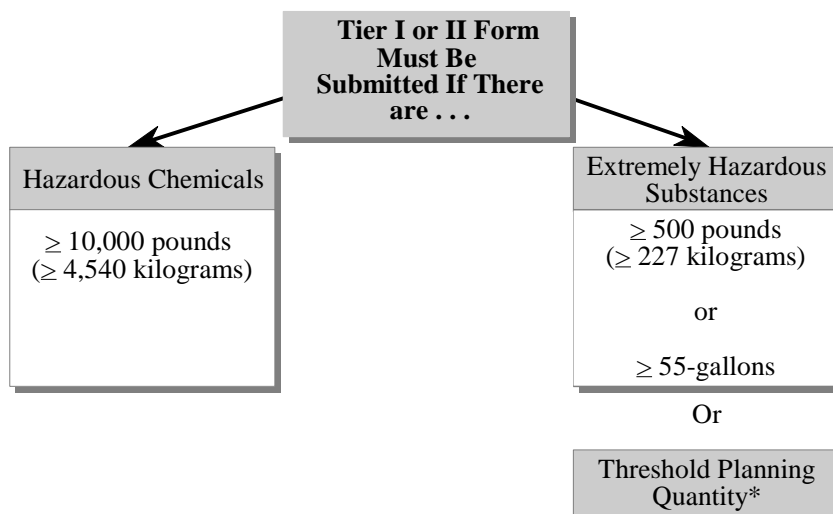 Tier I or II Form
Must Be
Submitted If There
are . . .
Hazardous Chemicals
≥ 10,000 pounds
(≥ 4,540 kilograms)
Extremely Hazardous
Substances
≥ 500 pounds
(≥ 227 kilograms)
or
≥ 55-gallons
Or
Threshold Planning
Quantity*